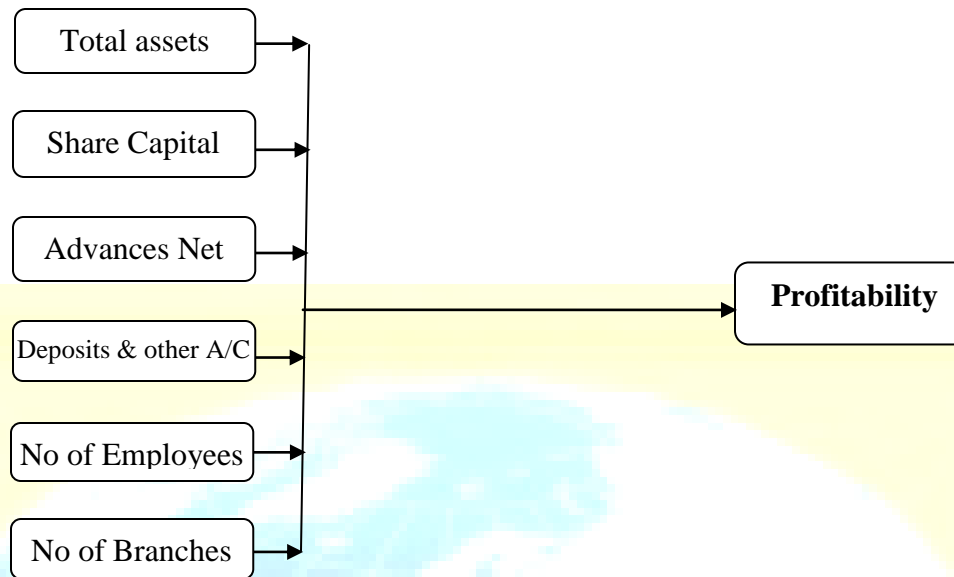 Total assets
Share Capital
Advances Net
Deposits & other A/C
No of Employees
No of Branches
Profitability